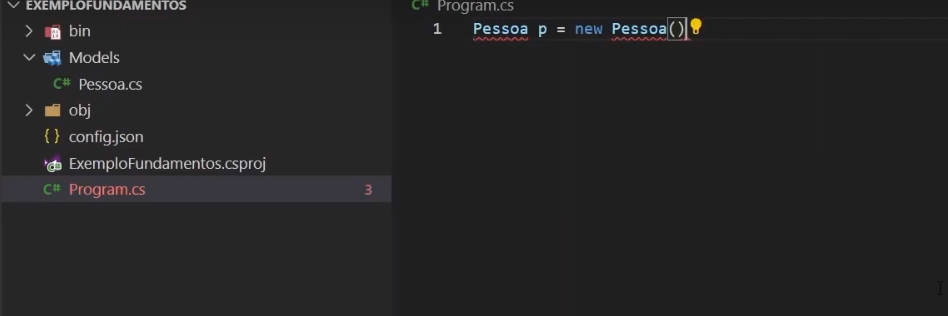 EXEMPLOFUNDAMENTOS
bin
Models
C# Pessoa.cs
obj
{ } config.json
ExemploFundamentos.csproj
C# Program.cs 3
C# Program.cs
1 Pessoa p = new Pessoa()